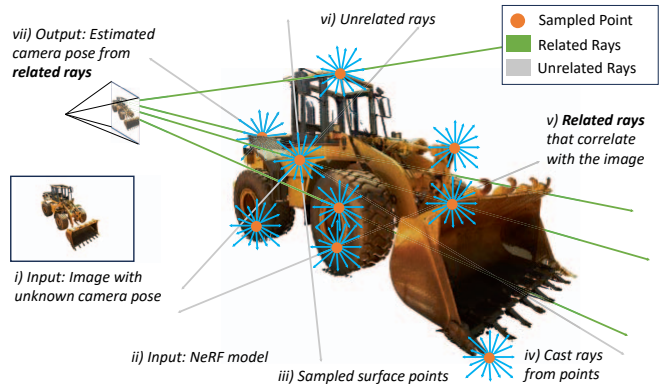 vii) Output: Estimated
camera pose from
related rays
vi) Unrelated rays
Sampled Point
Related Rays
Unrelated Rays
v) Related rays
that correlate
with the image
i) Input: Image with
unknown camera pose
ii) Input: NeRF model
iii) Sampled surface points
iv) Cast rays
from points